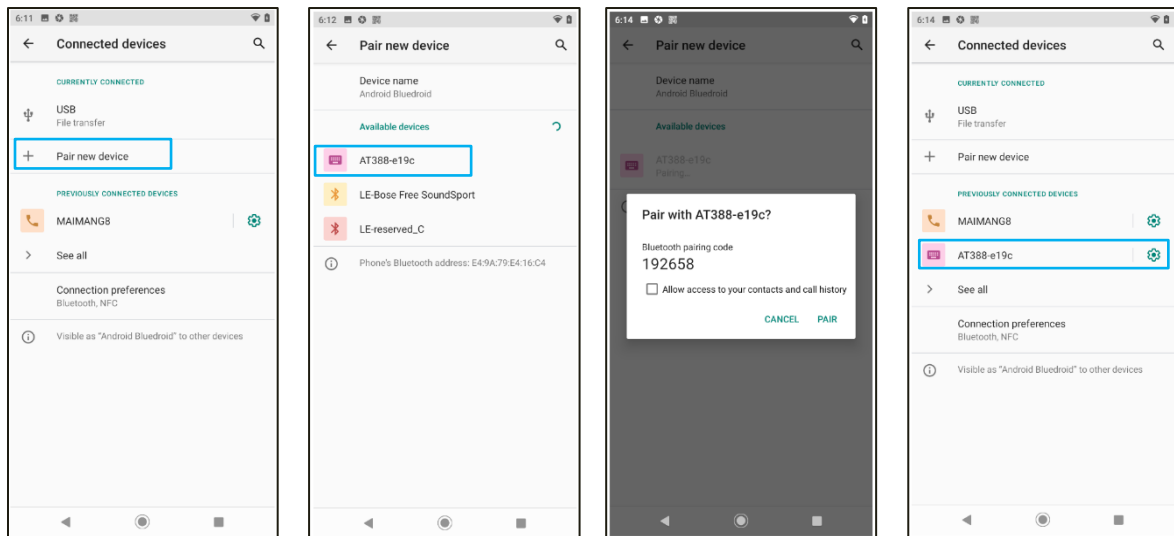 6:11
Connected devices
CURRENTLY CONNECTED
USB
File transfer
Pair new device
PREVIOUSLY CONNECTED DEVICES
MAIMANG8
See all
Connection preferences
Bluetooth, NFC
Visible as "Android Bluedroid" to other devices
6:12
Pair new device
Device name
Android Bluedroid
Available devices
AT388-e19c
LE-Bose Free SoundSport
LE-reserved_C
Phone's Bluetooth address: E4:9A:79:E4:16:C4
6:14
Pair new device
Device name
Android Bluedroid
Available devices
AT388-e19c
Pairing...
Pair with AT388-e19c?
Bluetooth pairing code
192658
Allow access to your contacts and call history
CANCEL PAIR
6:14
Connected devices
CURRENTLY CONNECTED
USB
File transfer
Pair new device
PREVIOUSLY CONNECTED DEVICES
MAIMANG8
AT388-e19c
See all
Connection preferences
Bluetooth, NFC
Visible as "Android Bluedroid" to other devices